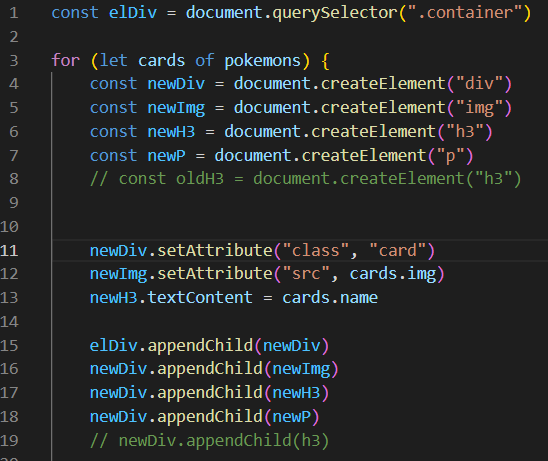 1 const elDiv = document.querySelector(".container")
2
3 for (let cards of pokemons) {
4 const newDiv = document.createElement("div")
5 const newImg = document.createElement("img")
6 const newH3 = document.createElement("h3")
7 const newP = document.createElement("p")
8 // const oldH3 = document.createElement("h3")
9
10
11 newDiv.setAttribute("class", "card")
12 newImg.setAttribute("src", cards.img)
13 newH3.textContent = cards.name
14
15 elDiv.appendChild(newDiv)
16 newDiv.appendChild(newImg)
17 newDiv.appendChild(newH3)
18 newDiv.appendChild(newP)
19 // newDiv.appendChild(h3)
20